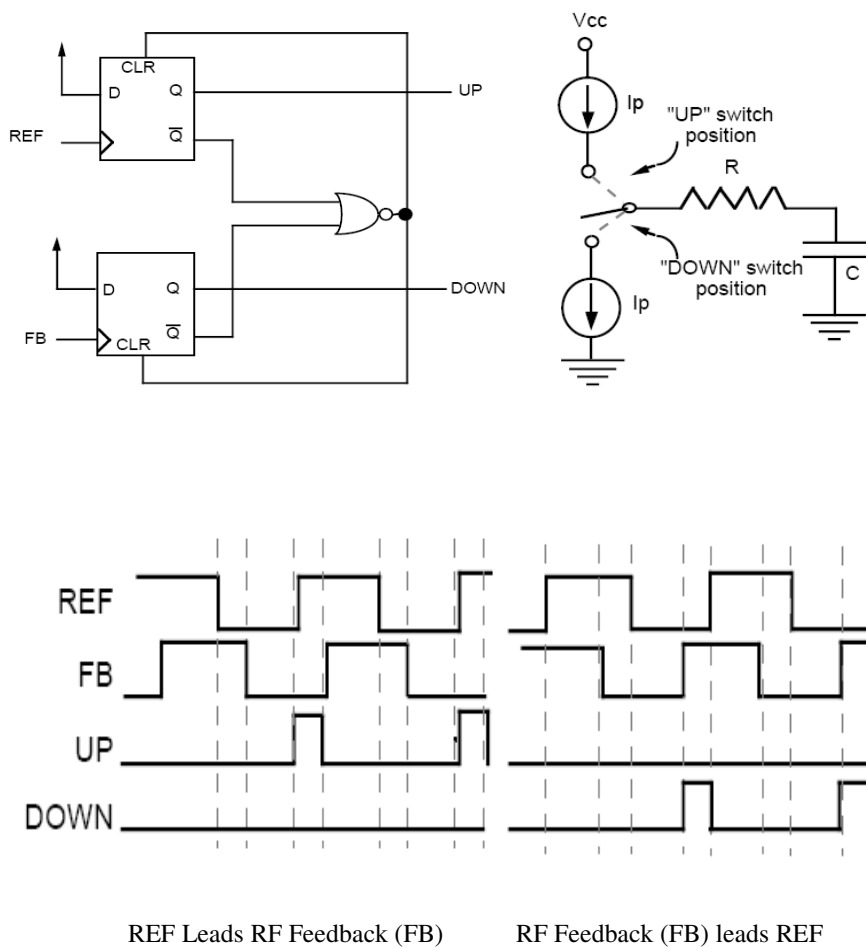 Vcc
CLR
D Q UP
REF
Q
Ip
"UP" switch
position
R
D Q DOWN
FB
CLR
Q
"DOWN" switch
position
C
Ip
REF
FB
UP
DOWN
REF Leads RF Feedback (FB) RF Feedback (FB) leads REF